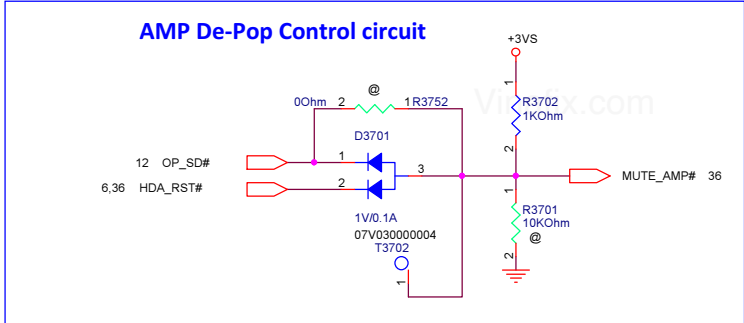 AMP De-Pop Control circuit
+3VS
@
0Ohm 2 1 R3752
1
R3702
1KOhm
2
D3701
12 OP_SD# 1
3
6,36 HDA_RST# 2
MUTE_AMP# 36
1
R3701
10KOhm
@
2
1V/0.1A
07V030000004
T3702
1